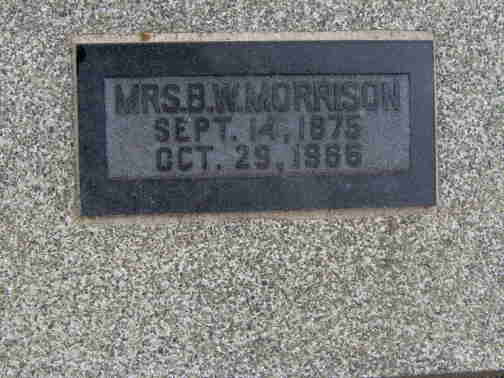 MRS.B.W.MORRISON
SEPT. 14, 1875
OCT. 29, 1966